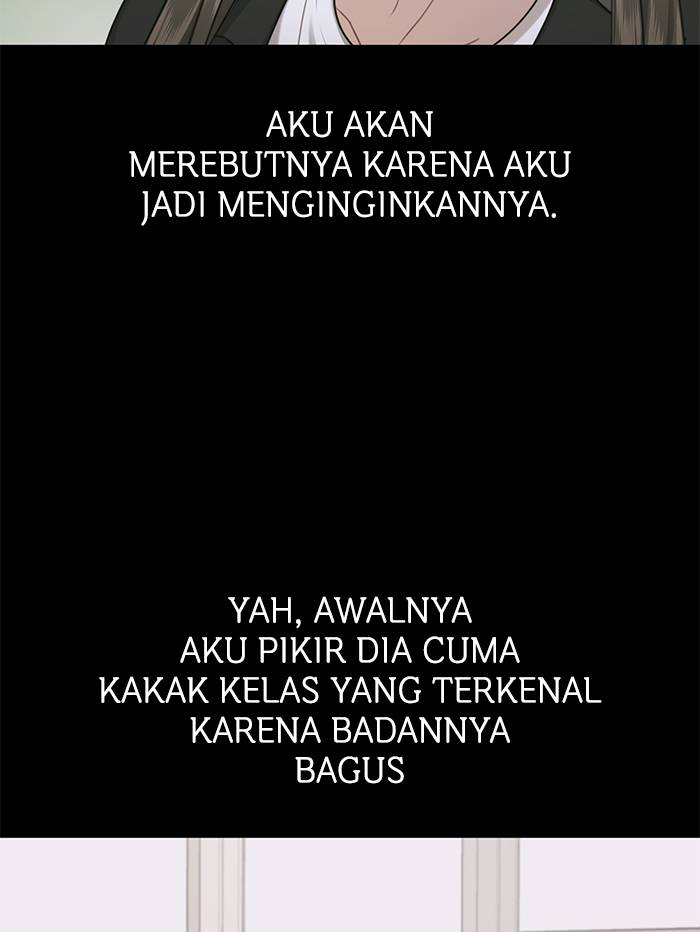 AKU AKAN
MEREBUTNYA KARENA AKU
JADI MENGINGINKANNYA.
YAH, AWALNYA
AKU PIKIR DIA CUMA
KAKAK KELAS YANG TERKENAL
KARENA BADANNYA
BAGUS